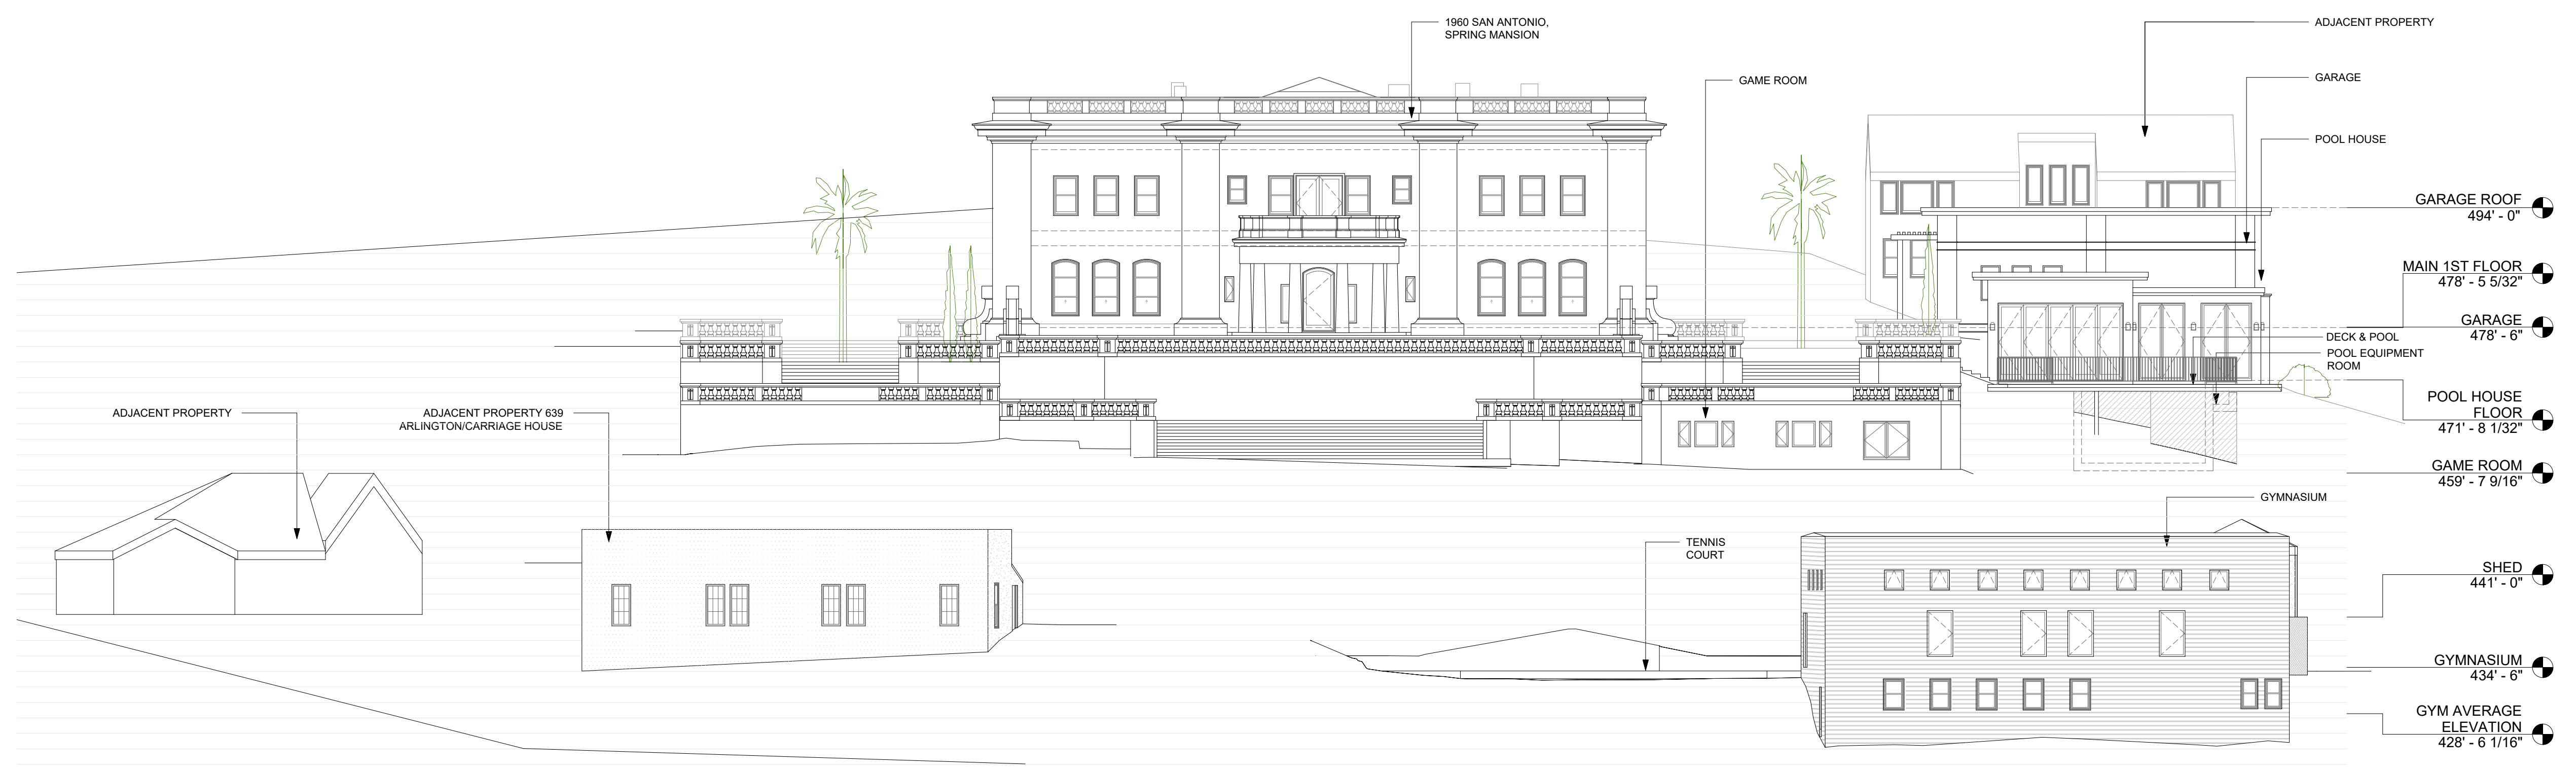 1960 SAN ANTONIO,
SPRING MANSION
ADJACENT PROPERTY
GAME ROOM
GARAGE
POOL HOUSE
GARAGE ROOF
494' - 0"
MAIN 1ST FLOOR
478' - 5 5/32"
GARAGE
478' - 6"
DECK & POOL
POOL EQUIPMENT
ROOM
POOL HOUSE
FLOOR
471' - 8 1/32"
ADJACENT PROPERTY
ADJACENT PROPERTY 639
ARLINGTON/CARRIAGE HOUSE
GAME ROOM
459' - 7 9/16"
GYMNASIUM
TENNIS
COURT
SHED
441' - 0"
GYMNASIUM
434' - 6"
GYM AVERAGE
ELEVATION
428' - 6 1/16"